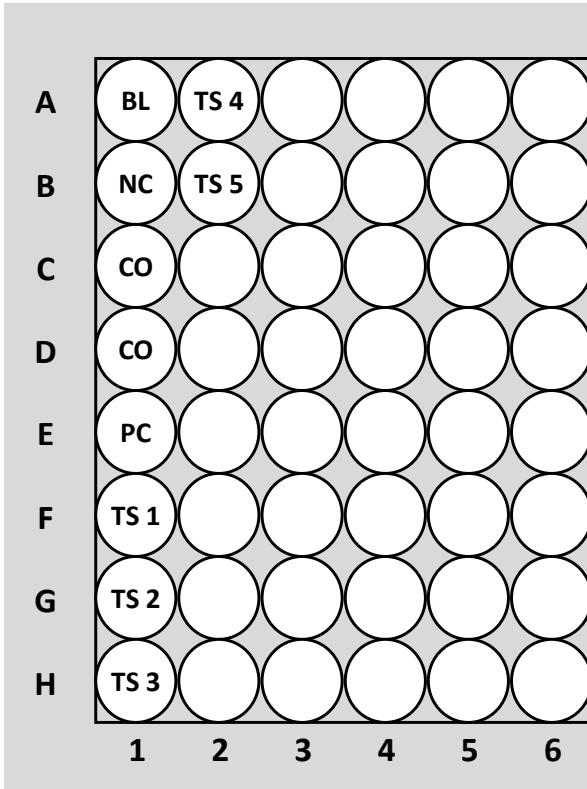 A BL TS 4
B NC TS 5
C CO
D CO
E PC
F TS 1
G TS 2
H TS 3
1 2 3 4 5 6